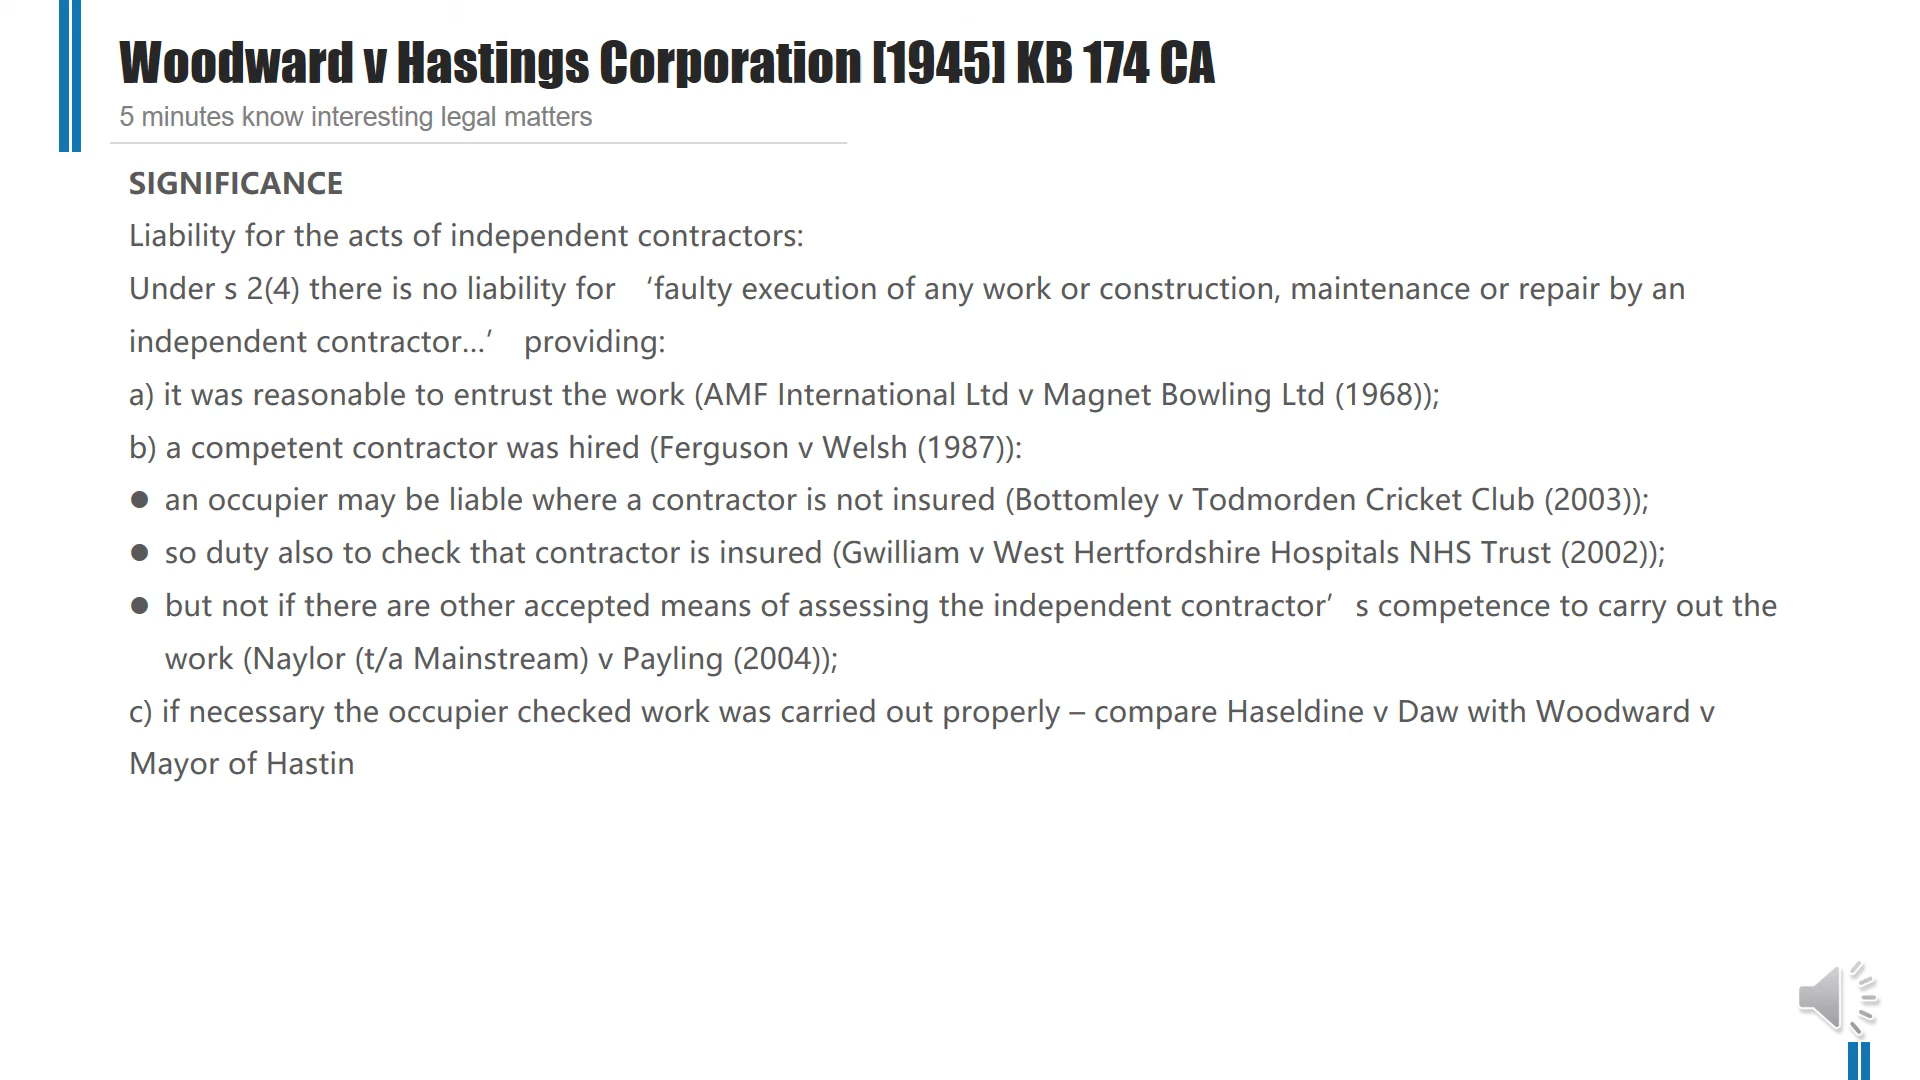 Woodward v Hastings Corporation [1945] KB 174 CA
5 minutes know interesting legal matters
SIGNIFICANCE
Liability for the acts of independent contractors:
Under s 2(4) there is no liability for ‘faulty execution of any work or construction, maintenance or repair by an
independent contractor…’ providing:
a) it was reasonable to entrust the work (AMF International Ltd v Magnet Bowling Ltd (1968));
b) a competent contractor was hired (Ferguson v Welsh (1987)):
● an occupier may be liable where a contractor is not insured (Bottomley v Todmorden Cricket Club (2003));
● so duty also to check that contractor is insured (Gwilliam v West Hertfordshire Hospitals NHS Trust (2002));
● but not if there are other accepted means of assessing the independent contractor’s competence to carry out the
work (Naylor (t/a Mainstream) v Payling (2004));
c) if necessary the occupier checked work was carried out properly – compare Haseldine v Daw with Woodward v
Mayor of Hastin